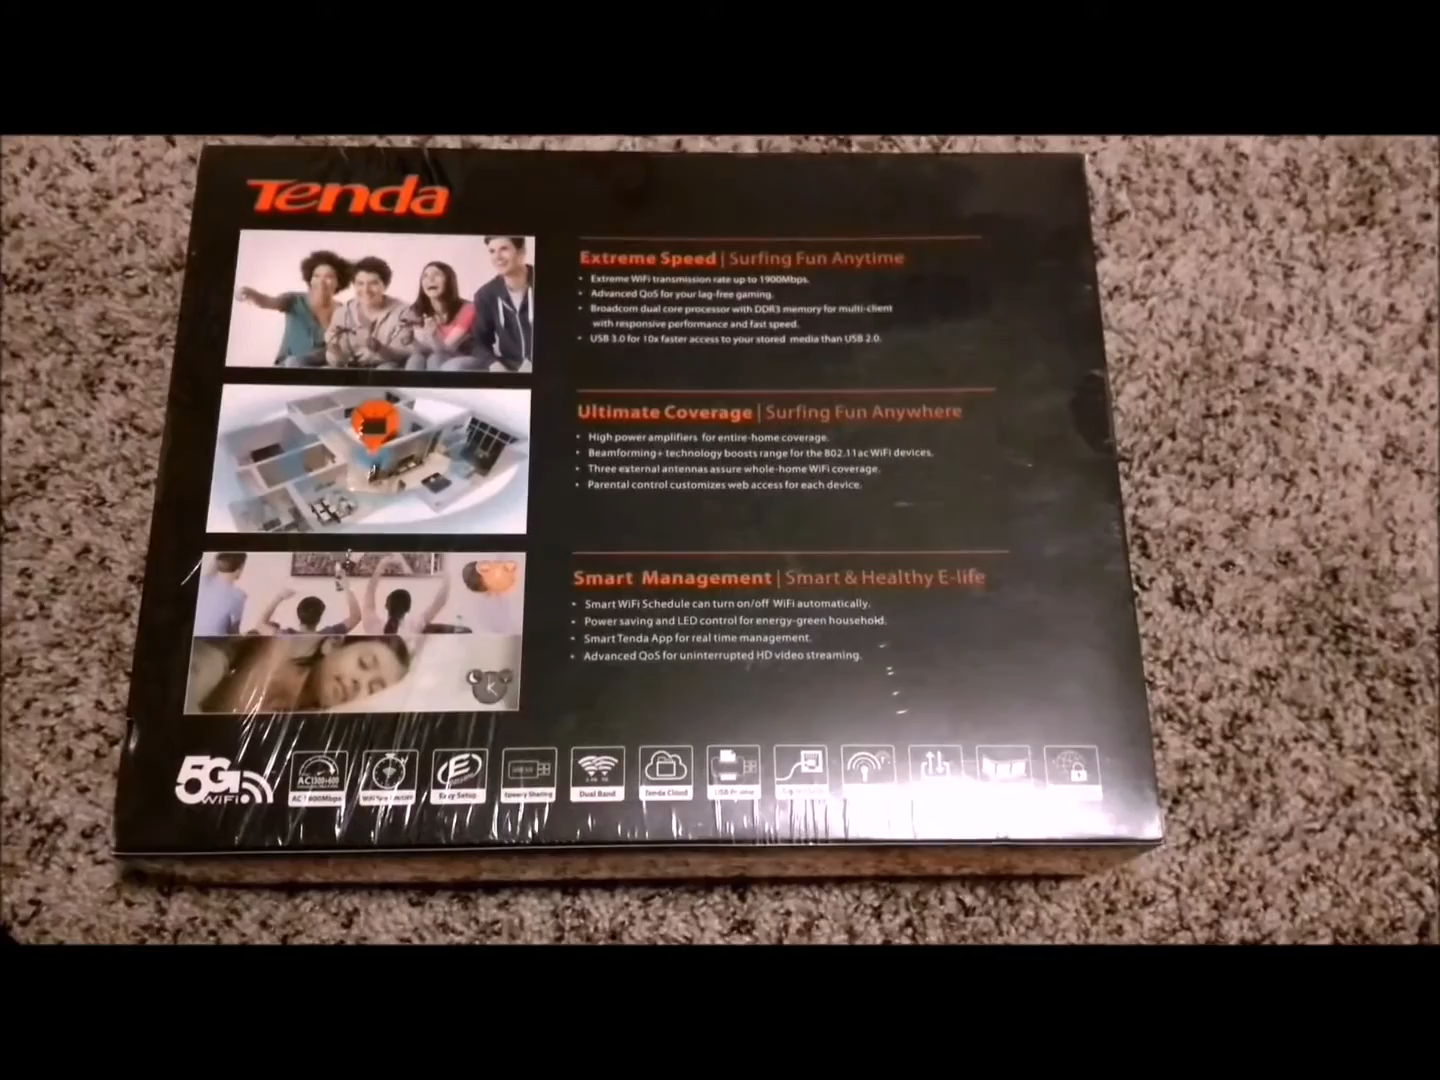 Tenda
Extreme Speed | Surfing Fun Anytime
• Extreme WiFi transmission rate up to 1900Mbps.
• Advanced QoS for your lag-free gaming.
• Broadcom dual core processor with DDR3 memory for multi-client
with responsive performance and fast speed.
• USB 3.0 for 10x faster access to your stored media than USB 2.0.
Ultimate Coverage | Surfing Fun Anywhere
• High power amplifiers for entire-home coverage.
• Beamforming+ technology boosts range for the 802.11ac WiFi devices.
• Three external antennas assure whole-home WiFi coverage.
• Parental control customizes web access for each device.
Smart Management | Smart & Healthy E-life
• Smart WiFi Schedule can turn on/off WiFi automatically.
• Power saving and LED control for energy-green household.
• Smart Tenda App for real time management.
• Advanced QoS for uninterrupted HD video streaming.
5G WiFi
AC1300+600
AC1900Mbps
Easy Setup
Dual Band
Tenda Cloud
USB Printer